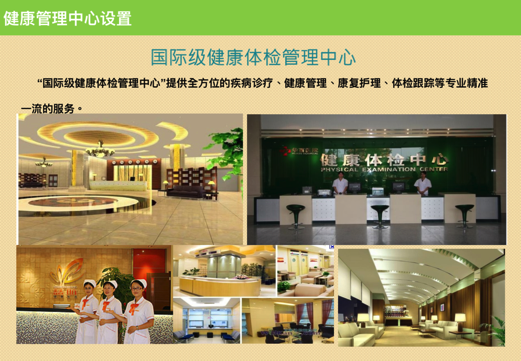 健康管理中心设置
国际级健康体检管理中心
“国际级健康体检管理中心”提供全方位的疾病诊疗、健康管理、康复护理、体检跟踪等专业精准
一流的服务。
健康体检中心
PHYSICAL EXAMINATION CENTER